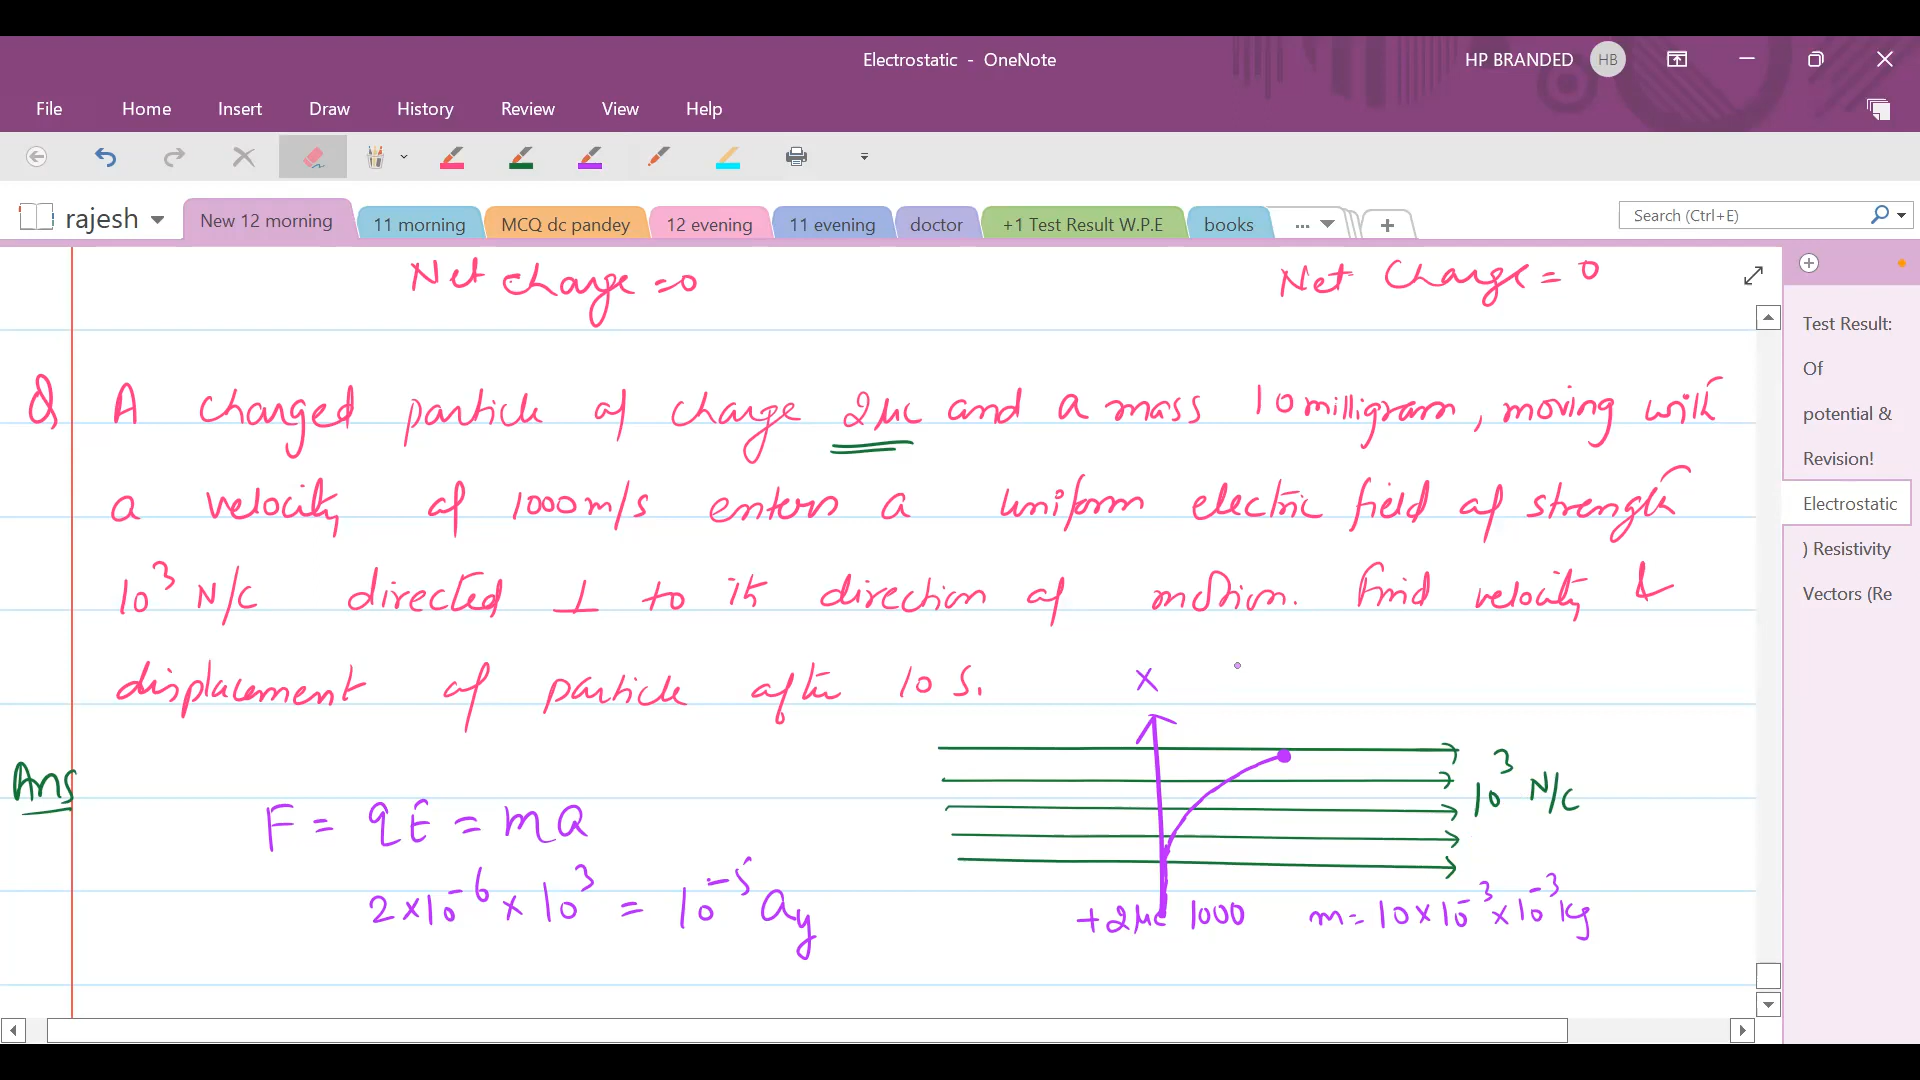 Electrostatic - OneNote
HP BRANDED HB
File Home Insert Draw History Review View Help
rajesh New 12 morning 11 morning MCQ dc pandey 12 evening 11 evening doctor +1 Test Result W.P.E books ... +
Search (Ctrl+E)
Net charge =0 Net Charge = 0
Q A charged particle of charge 2μc and a mass 10 milligram, moving with
a velocity of 1000 m/s enters a uniform electric field of strength
10³ N/C directed ⊥ to its direction of motion. Find velocity &
displacement of particle after 10 S.
X
Ans
10³ N/C
F = qE = ma
2×10⁻⁶ × 10³ = 10⁻⁵ ay
+2μc 1000 m = 10×10⁻³×10⁻³kg
Test Result:
Of
potential &
Revision!
Electrostatic
) Resistivity
Vectors (Re